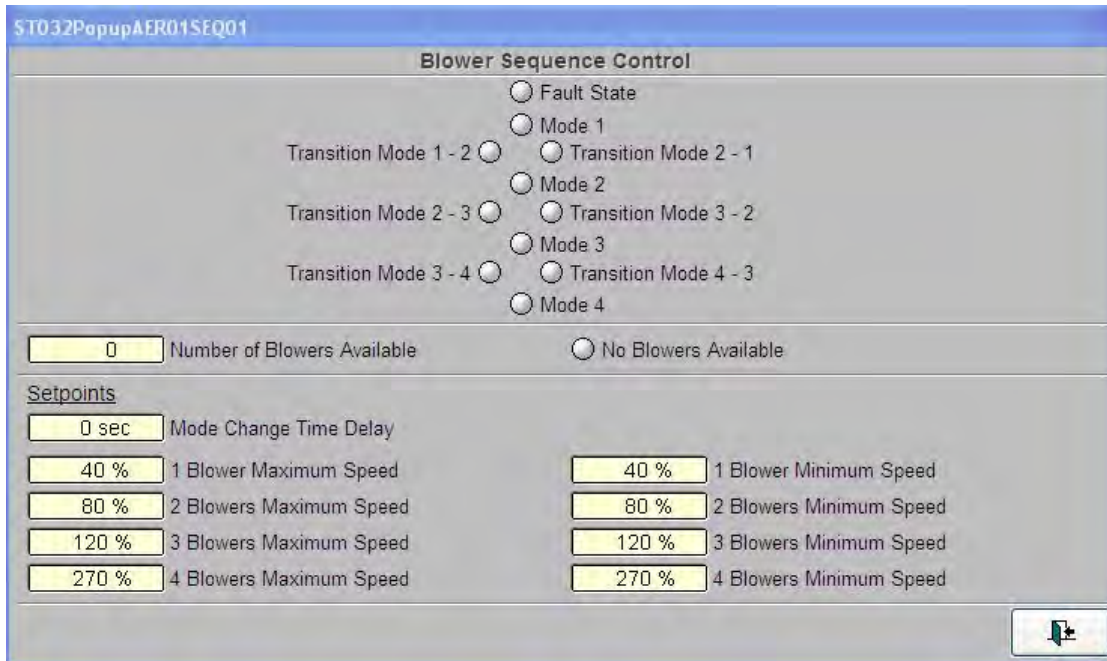 ST032PopupAER01SEQ01
Blower Sequence Control
Fault State
Mode 1
Transition Mode 1 - 2 Transition Mode 2 - 1
Mode 2
Transition Mode 2 - 3 Transition Mode 3 - 2
Mode 3
Transition Mode 3 - 4 Transition Mode 4 - 3
Mode 4
0 Number of Blowers Available No Blowers Available
Setpoints
0 sec Mode Change Time Delay
40 % 1 Blower Maximum Speed 40 % 1 Blower Minimum Speed
80 % 2 Blowers Maximum Speed 80 % 2 Blowers Minimum Speed
120 % 3 Blowers Maximum Speed 120 % 3 Blowers Minimum Speed
270 % 4 Blowers Maximum Speed 270 % 4 Blowers Minimum Speed